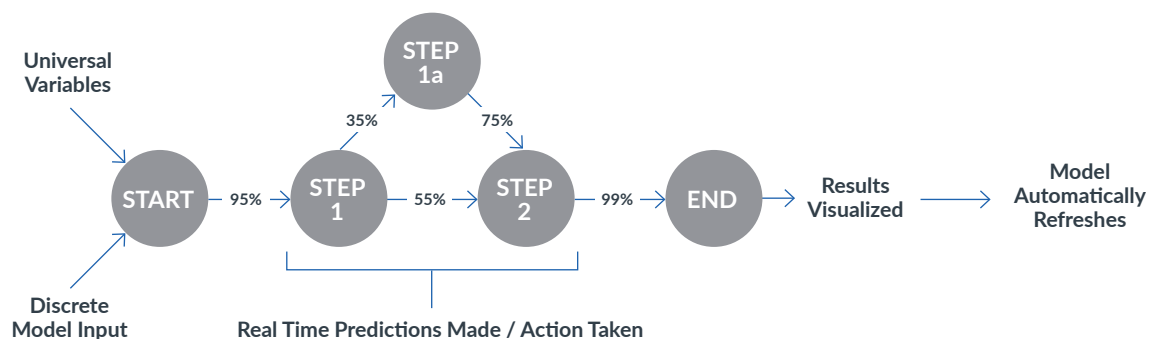 Universal
Variables
STEP
1a
35%
75%
START
95%
STEP
1
55%
STEP
2
99%
END
Results
Visualized
Model
Automatically
Refreshes
Discrete
Model Input
Real Time Predictions Made / Action Taken